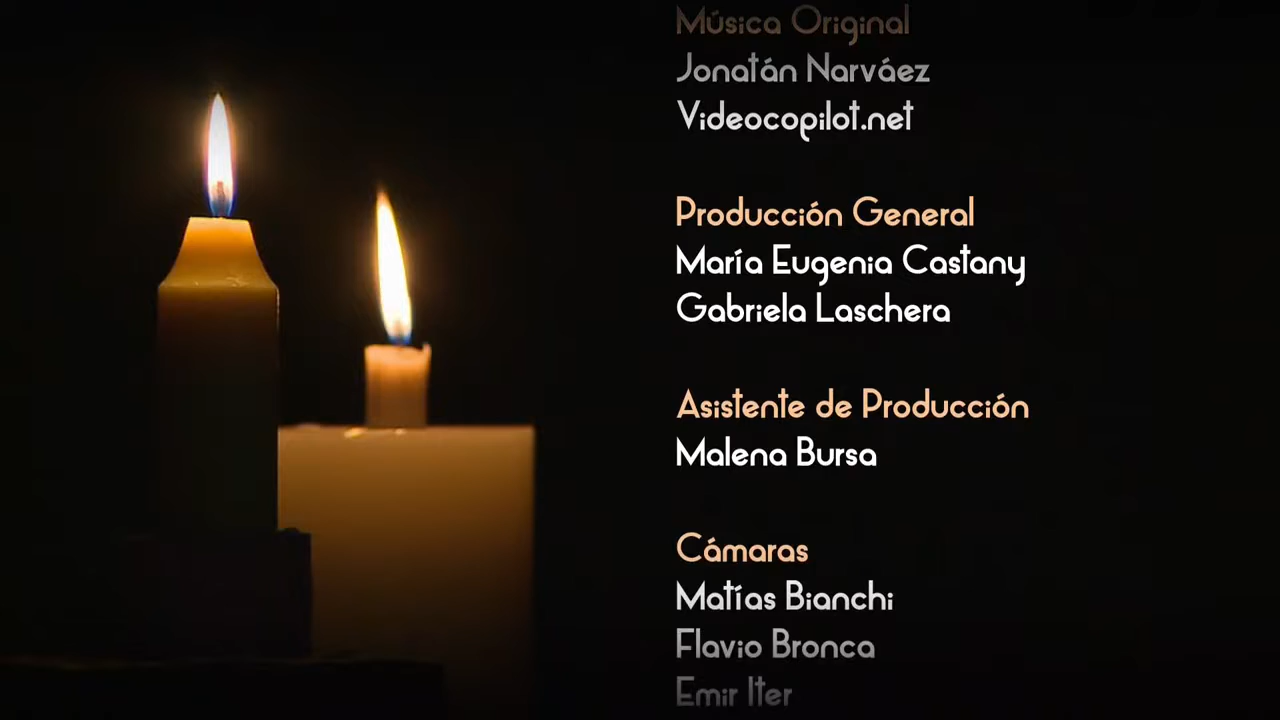 Música Original
Jonatán Narváez
Videocopilot.net
Producción General
María Eugenia Castany
Gabriela Laschera
Asistente de Producción
Malena Bursa
Cámaras
Matías Bianchi
Flavio Bronca
Emir Iter